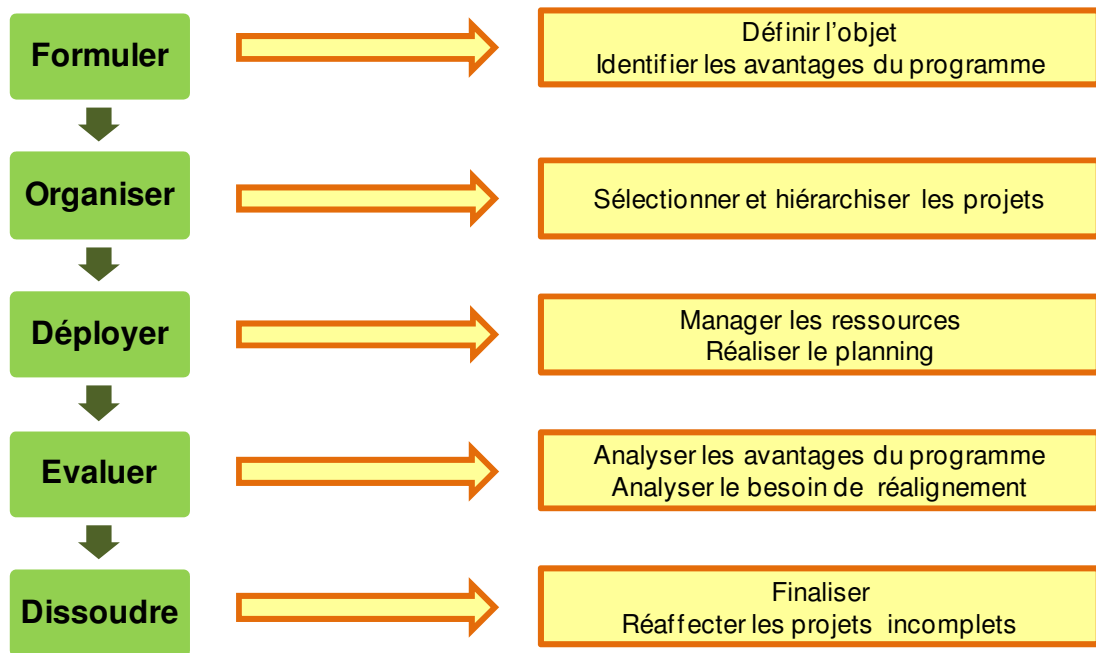 Formuler
Définir l'objet
Identifier les avantages du programme
Organiser
Sélectionner et hiérarchiser les projets
Déployer
Manager les ressources
Réaliser le planning
Evaluer
Analyser les avantages du programme
Analyser le besoin de réalignement
Dissoudre
Finaliser
Réaffecter les projets incomplets